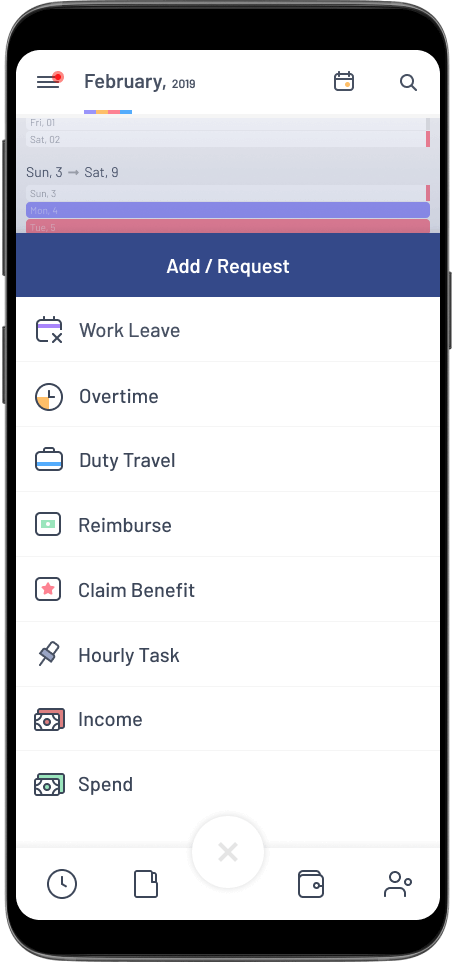 February, 2019
Fri, 01
Sat, 02
Sun, 3 → Sat, 9
Sun, 3
Mon, 4
Tue, 5
Add / Request
Work Leave
Overtime
Duty Travel
Reimburse
Claim Benefit
Hourly Task
Income
Spend